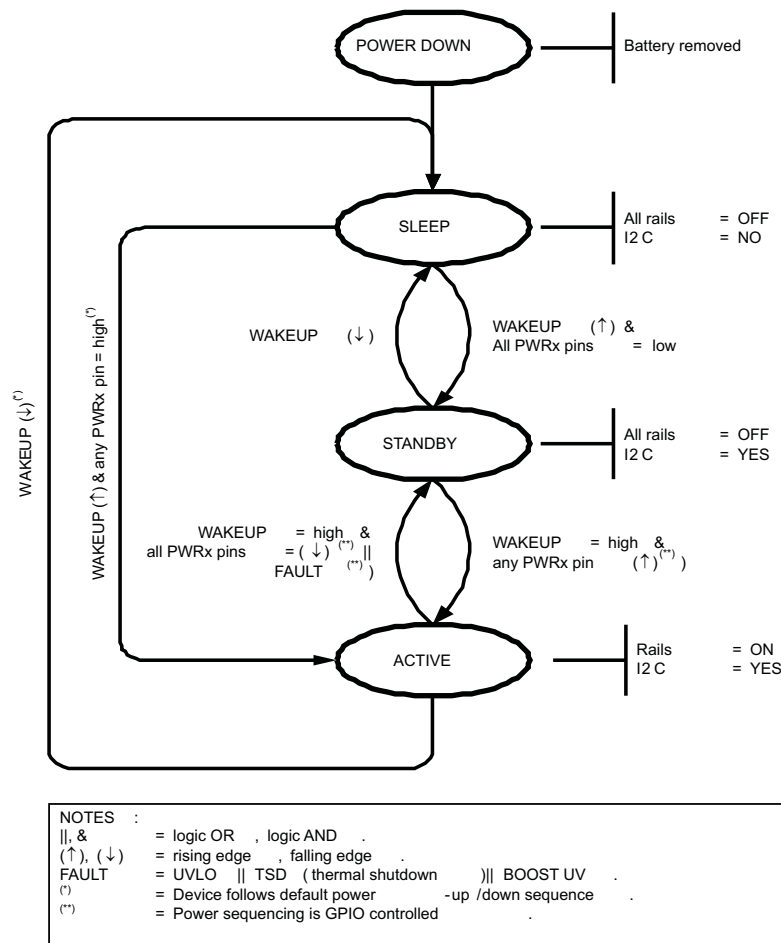 POWER DOWN
Battery removed
SLEEP
All rails = OFF
I2C = NO
WAKEUP (↓)
WAKEUP (↑) &
All PWRx pins = low
WAKEUP (↓)(*)
WAKEUP (↑) & any PWRx pin = high(*)
STANDBY
All rails = OFF
I2C = YES
WAKEUP = high &
all PWRx pins = (↓)(**) ||
FAULT (**))
WAKEUP = high &
any PWRx pin (↑)(**))
ACTIVE
Rails = ON
I2C = YES
NOTES :
||, & = logic OR , logic AND .
(↑), (↓) = rising edge , falling edge .
FAULT = UVLO || TSD (thermal shutdown )|| BOOST UV .
(*) = Device follows default power -up /down sequence .
(**) = Power sequencing is GPIO controlled .